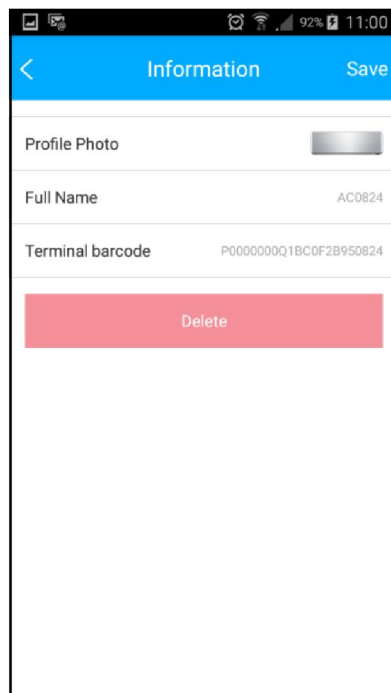 92% 11:00
Information Save
Profile Photo
Full Name AC0824
Terminal barcode P0000000Q1BC0F2B950824
Delete